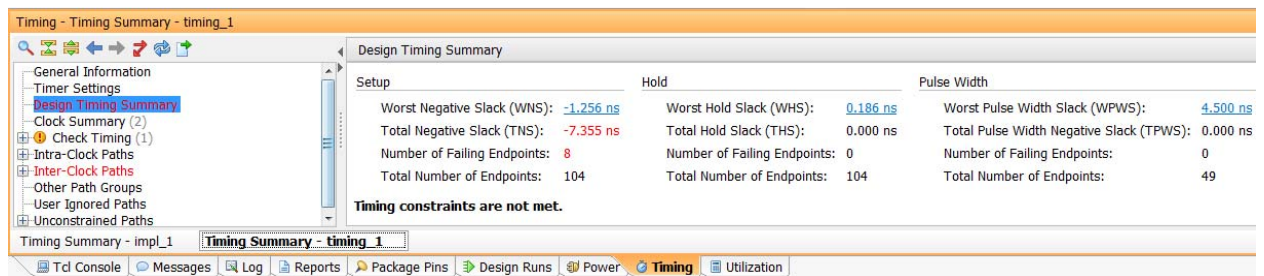 Timing - Timing Summary - timing_1
Design Timing Summary
General Information
Timer Settings
Design Timing Summary
Clock Summary (2)
Check Timing (1)
Intra-Clock Paths
Inter-Clock Paths
Other Path Groups
User Ignored Paths
Unconstrained Paths
Setup Hold Pulse Width
Worst Negative Slack (WNS): -1.256 ns Worst Hold Slack (WHS): 0.186 ns Worst Pulse Width Slack (WPWS): 4.500 ns
Total Negative Slack (TNS): -7.355 ns Total Hold Slack (THS): 0.000 ns Total Pulse Width Negative Slack (TPWS): 0.000 ns
Number of Failing Endpoints: 8 Number of Failing Endpoints: 0 Number of Failing Endpoints: 0
Total Number of Endpoints: 104 Total Number of Endpoints: 104 Total Number of Endpoints: 49
Timing constraints are not met.
Timing Summary - impl_1 Timing Summary - timing_1
Tcl Console Messages Log Reports Package Pins Design Runs Power Timing Utilization